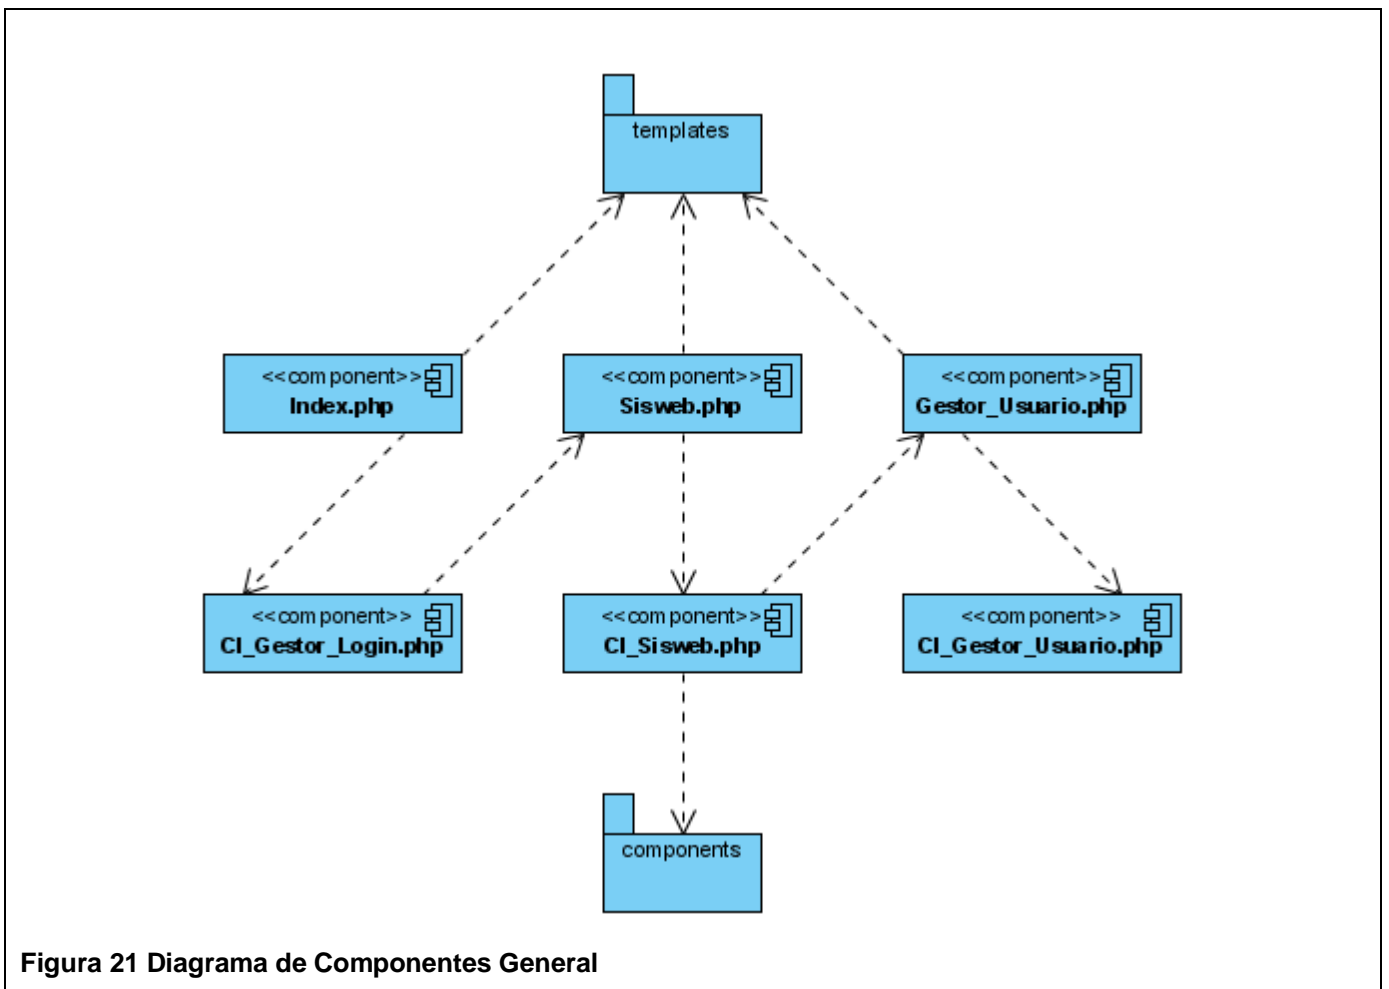 templates
<<component>>
Index.php
<<component>>
Sisweb.php
<<component>>
Gestor_Usuario.php
<<component>>
CI_Gestor_Login.php
<<component>>
CI_Sisweb.php
<<component>>
CI_Gestor_Usuario.php
components
Figura 21 Diagrama de Componentes General